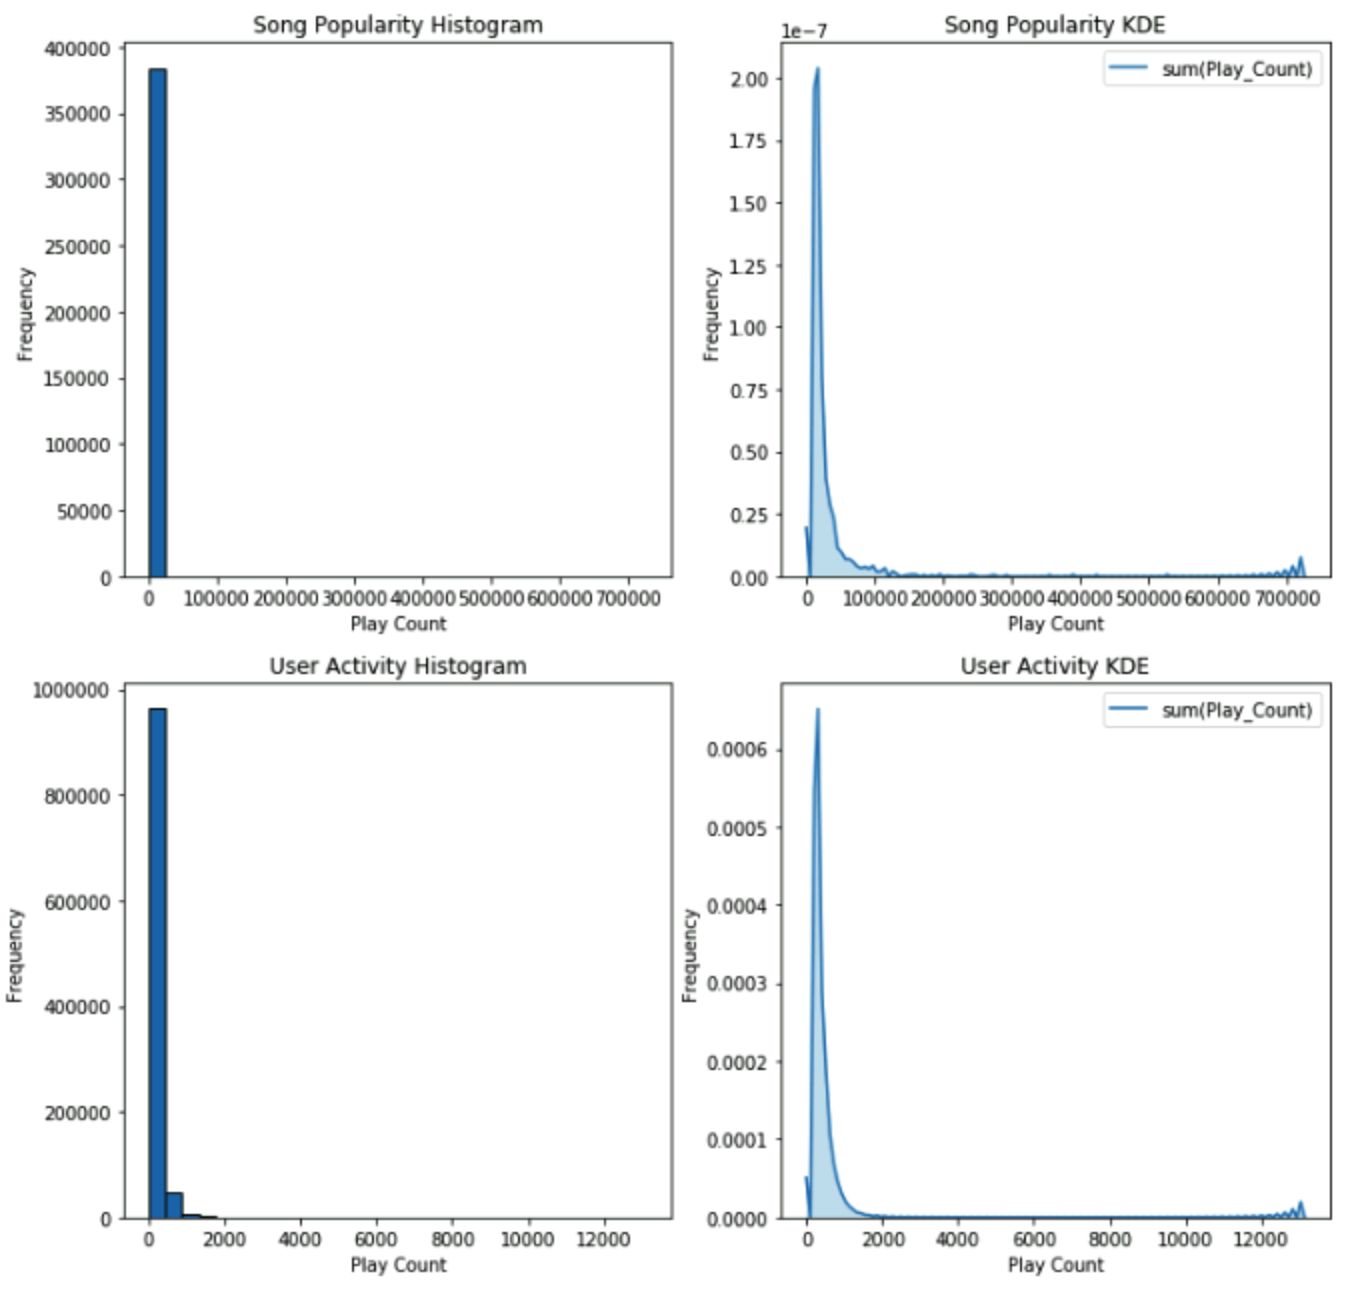 Song Popularity Histogram
400000
350000
300000
250000
200000
150000
100000
50000
0
Frequency
0 100000 200000 300000 400000 500000 600000 700000
Play Count
Song Popularity KDE
1e−7
sum(Play_Count)
2.00
1.75
1.50
1.25
1.00
0.75
0.50
0.25
0.00
Frequency
0 100000 200000 300000 400000 500000 600000 700000
Play Count
User Activity Histogram
1000000
800000
600000
400000
200000
0
Frequency
0 2000 4000 6000 8000 10000 12000
Play Count
User Activity KDE
sum(Play_Count)
0.0006
0.0005
0.0004
0.0003
0.0002
0.0001
0.0000
Frequency
0 2000 4000 6000 8000 10000 12000
Play Count